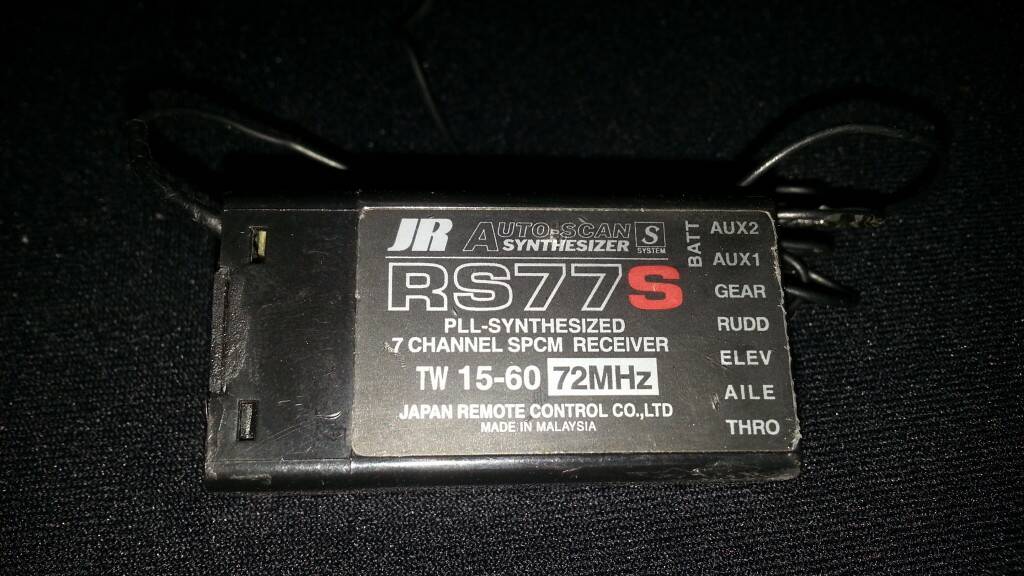 JR AUTO-SCAN SYNTHESIZER S SYSTEM
RS77S
PLL-SYNTHESIZED
7 CHANNEL SPCM RECEIVER
TW 15-60 72MHz
JAPAN REMOTE CONTROL CO.,LTD
MADE IN MALAYSIA
BATT
AUX2
AUX1
GEAR
RUDD
ELEV
AILE
THRO